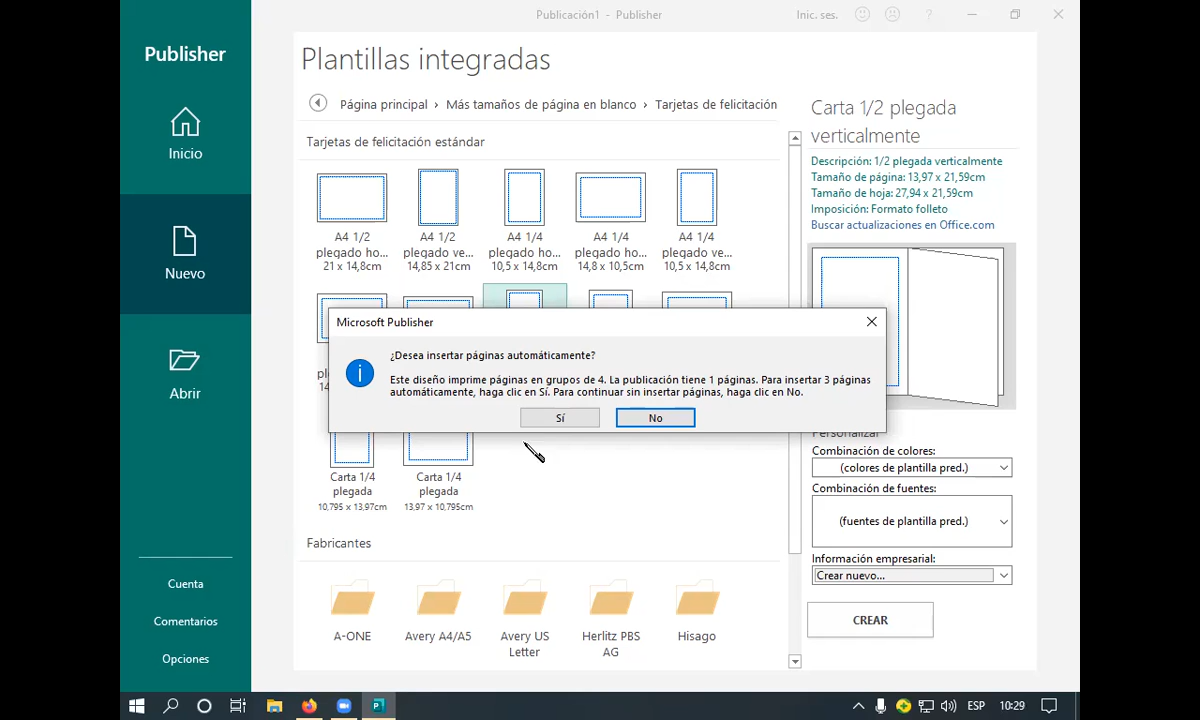 Publicación1 - Publisher
Inic. ses.
?
Publisher
Inicio
Nuevo
Abrir
Cuenta
Comentarios
Opciones
Plantillas integradas
Página principal › Más tamaños de página en blanco › Tarjetas de felicitación
Tarjetas de felicitación estándar
A4 1/2
plegado ho...
21 x 14,8cm
A4 1/2
plegado ve...
14,85 x 21cm
A4 1/4
plegado ho...
10,5 x 14,8cm
A4 1/4
plegado ho...
14,8 x 10,5cm
A4 1/4
plegado ve...
10,5 x 14,8cm
Microsoft Publisher
¿Desea insertar páginas automáticamente?
Este diseño imprime páginas en grupos de 4. La publicación tiene 1 páginas. Para insertar 3 páginas
automáticamente, haga clic en Sí. Para continuar sin insertar páginas, haga clic en No.
Sí
No
Carta 1/4
plegada
10,795 x 13,97cm
Carta 1/4
plegada
13,97 x 10,795cm
Fabricantes
A-ONE
Avery A4/A5
Avery US
Letter
Herlitz PBS
AG
Hisago
Carta 1/2 plegada
verticalmente
Descripción: 1/2 plegada verticalmente
Tamaño de página: 13,97 x 21,59cm
Tamaño de hoja: 27,94 x 21,59cm
Imposición: Formato folleto
Buscar actualizaciones en Office.com
Personalizar
Combinación de colores:
(colores de plantilla pred.)
Combinación de fuentes:
(fuentes de plantilla pred.)
Información empresarial:
Crear nuevo...
CREAR
ESP
10:29